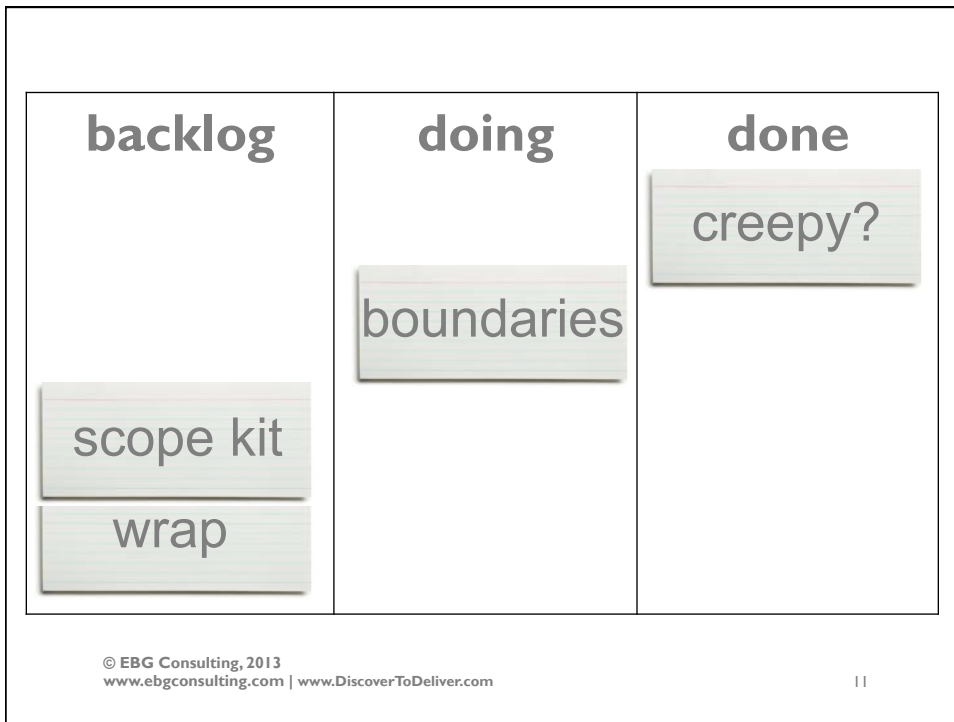 backlog
doing
done
creepy?
boundaries
scope kit
wrap
© EBG Consulting, 2013
www.ebgconsulting.com | www.DiscoverToDeliver.com
11